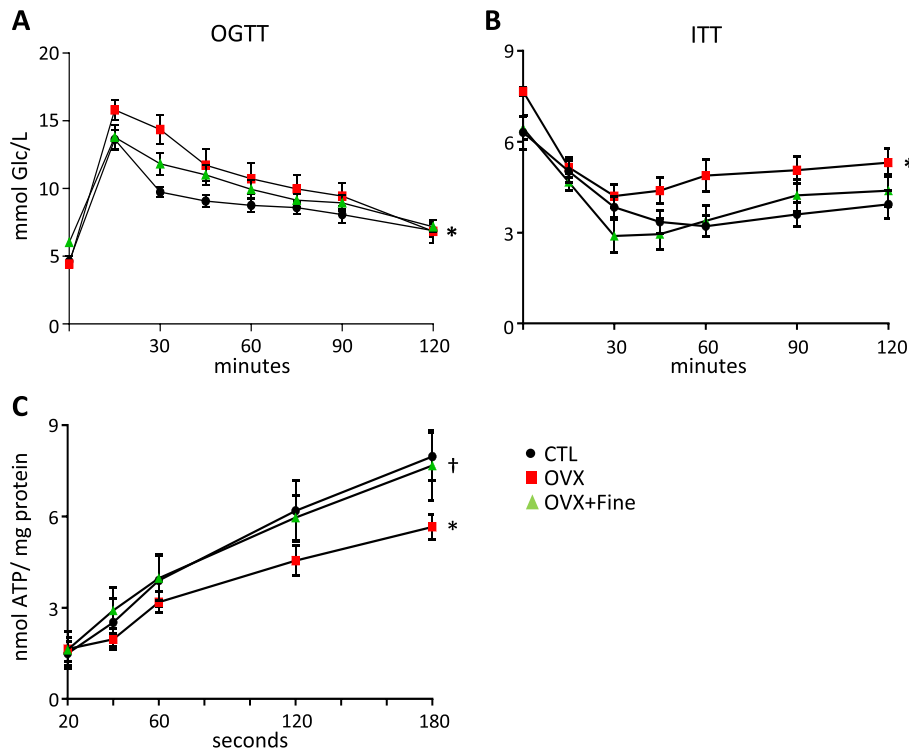 A
OGTT
20
15
10
5
0
mmol Glc/L
30
60
90
120
minutes
*
B
ITT
9
6
3
0
30
60
90
120
minutes
*
C
9
6
3
0
nmol ATP/ mg protein
20
60
120
180
seconds
†
*
CTL
OVX
OVX+Fine